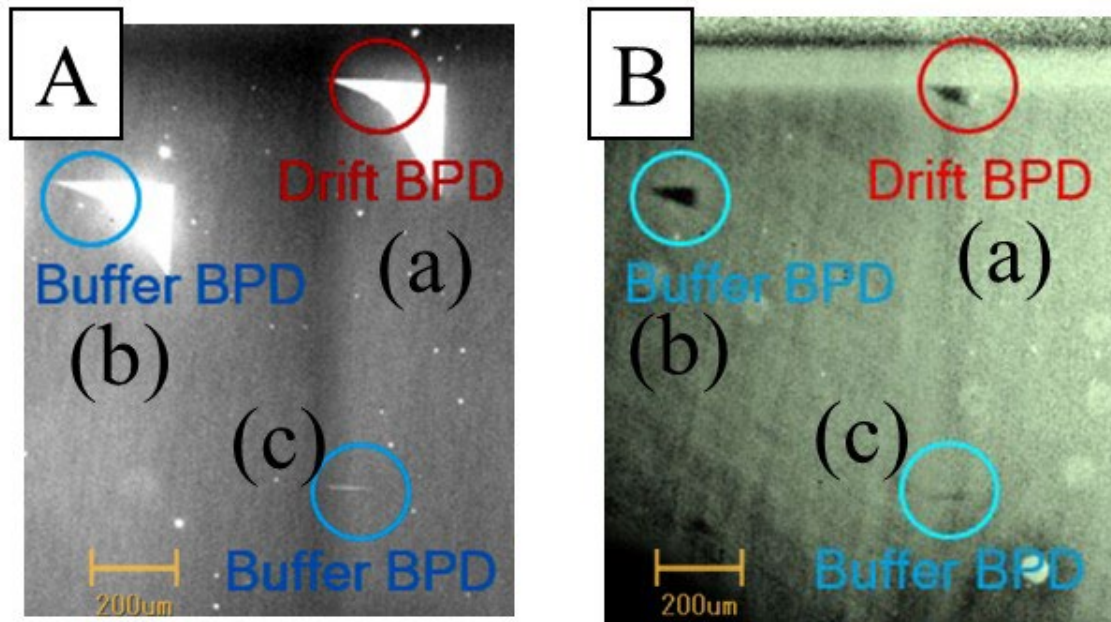 A
Drift BPD
(a)
Buffer BPD
(b)
(c)
Buffer BPD
200um
B
Drift BPD
(a)
Buffer BPD
(b)
(c)
Buffer BPD
200um